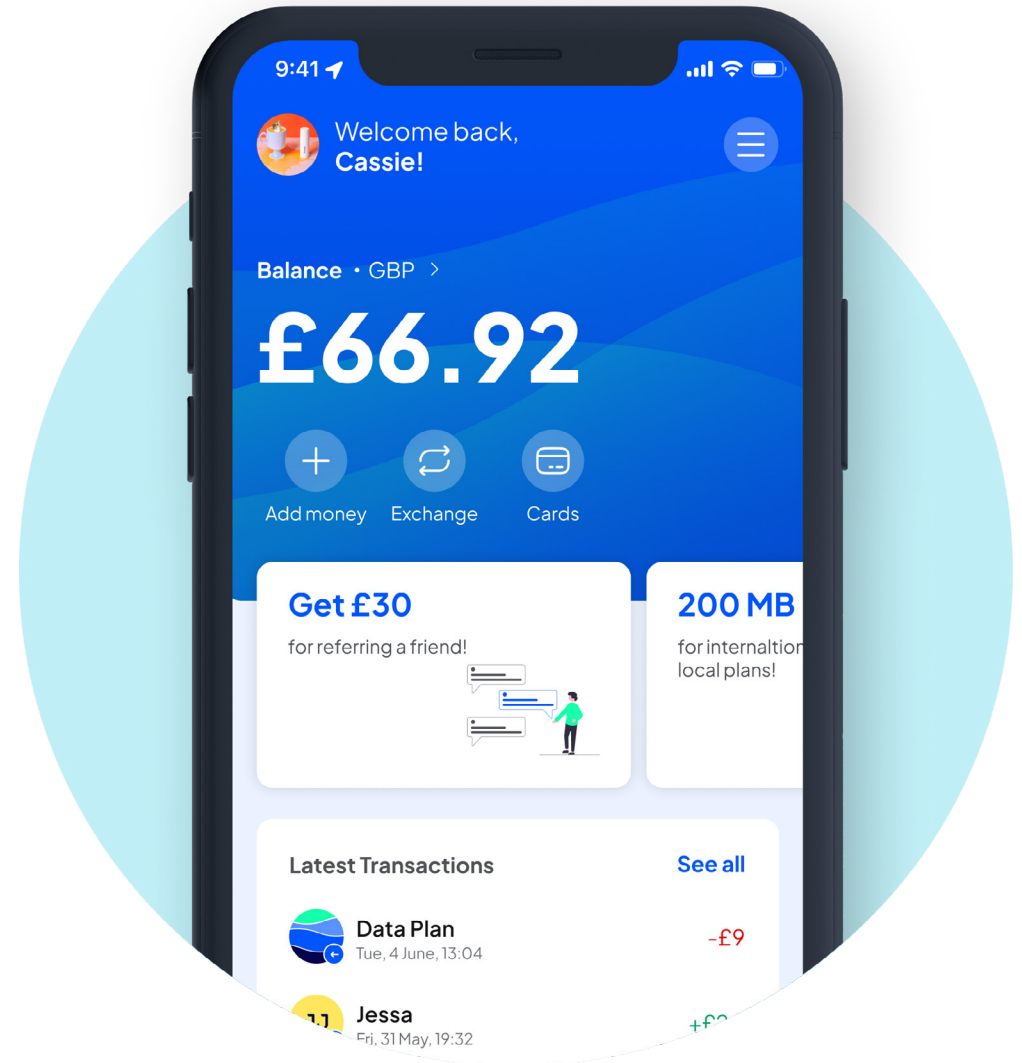 9:41
Welcome back,
Cassie!
Balance • GBP >
£66.92
Add money
Exchange
Cards
Get £30
for referring a friend!
200 MB
for internaltion
local plans!
Latest Transactions
See all
Data Plan
Tue, 4 June, 13:04
-£9
Jessa
Fri, 31 May, 19:32